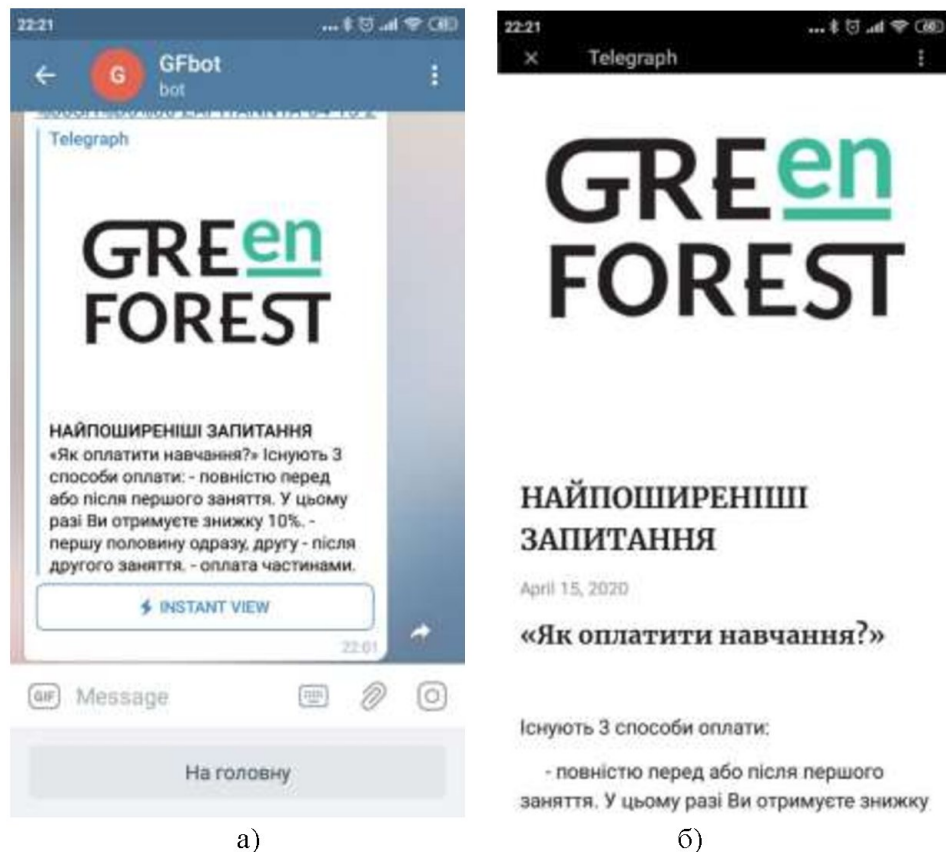 22:21
GFbot
bot
Telegraph
GREen
FOREST
НАЙПОШИРЕНІШІ ЗАПИТАННЯ
«Як оплатити навчання?» Існують 3
способи оплати: - повністю перед
або після першого заняття. У цьому
разі Ви отримуєте знижку 10%. -
першу половину одразу, другу - після
другого заняття. - оплата частинами.
INSTANT VIEW
22:01
GIF Message
На головну
а)
22:21
Telegraph
GREen
FOREST
НАЙПОШИРЕНІШІ
ЗАПИТАННЯ
April 15, 2020
«Як оплатити навчання?»
Існують 3 способи оплати:
- повністю перед або після першого
заняття. У цьому разі Ви отримуєте знижку
б)